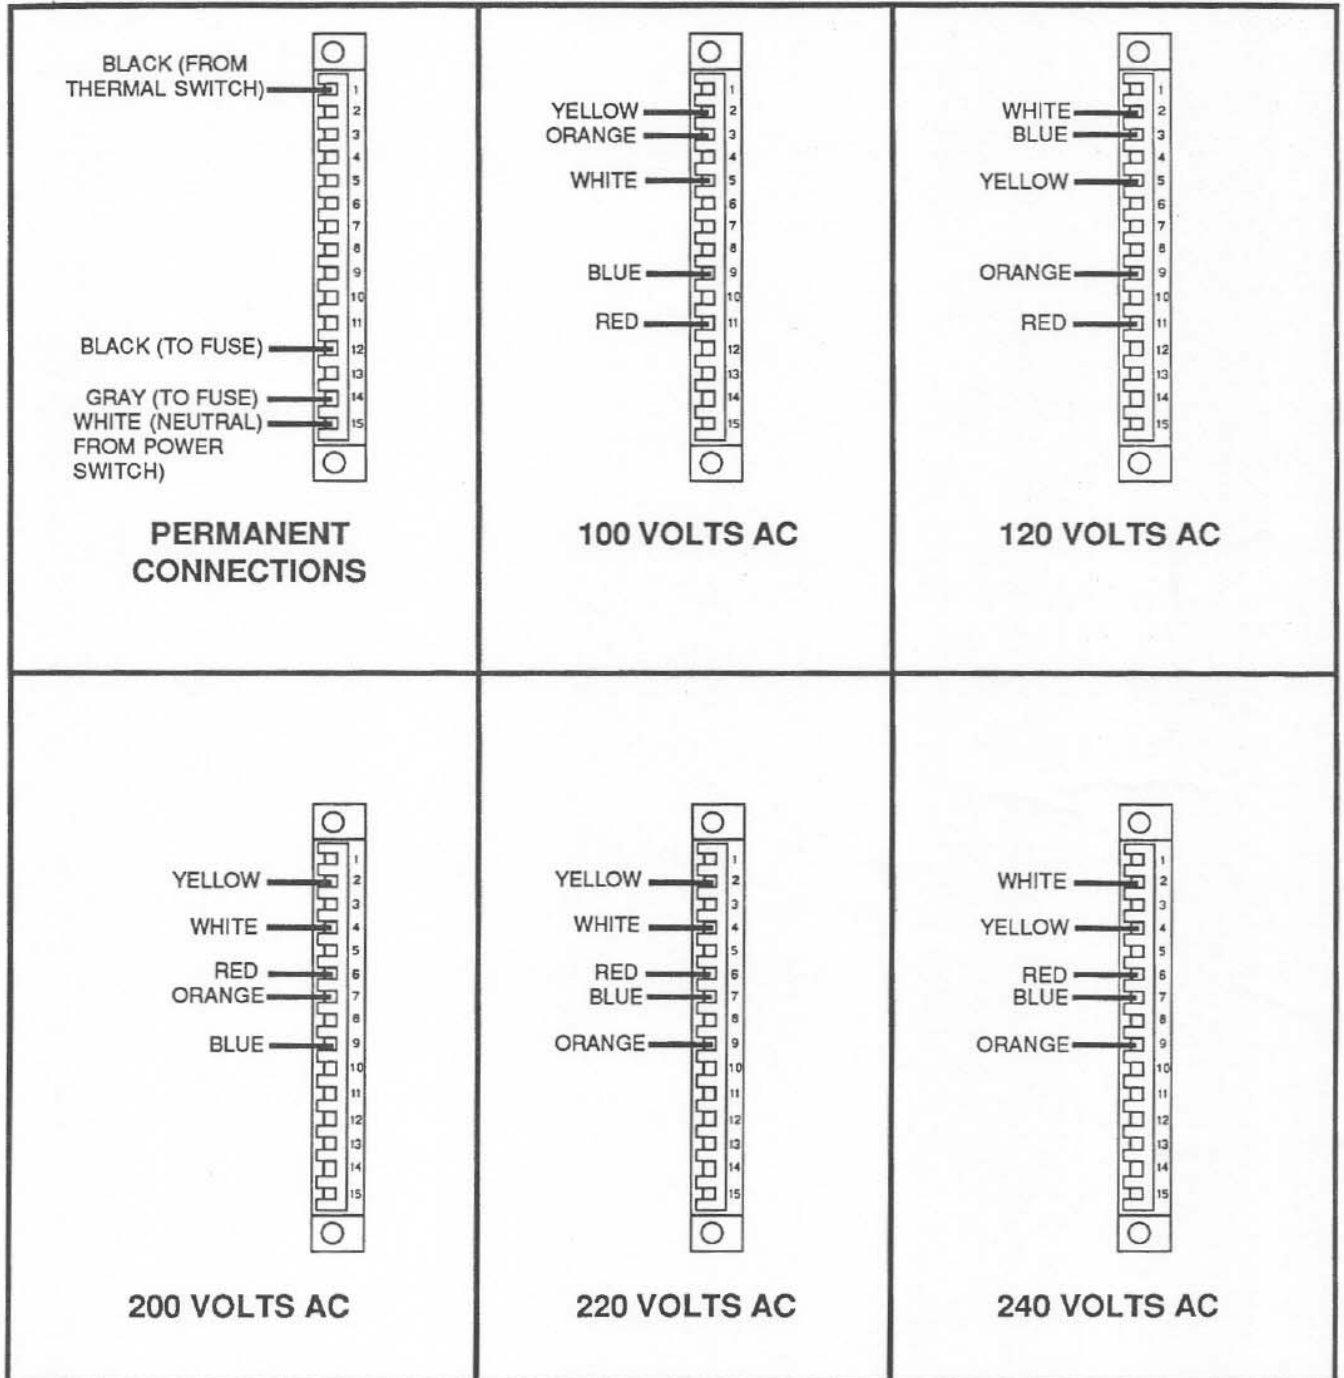 BLACK (FROM
THERMAL SWITCH)
1
2
3
4
5
6
7
8
9
10
11
BLACK (TO FUSE)
12
13
GRAY (TO FUSE)
14
WHITE (NEUTRAL)
15
FROM POWER
SWITCH)
PERMANENT
CONNECTIONS
1
YELLOW
2
ORANGE
3
4
WHITE
5
6
7
8
BLUE
9
10
RED
11
12
13
14
15
100 VOLTS AC
1
WHITE
2
BLUE
3
4
YELLOW
5
6
7
8
ORANGE
9
10
RED
11
12
13
14
15
120 VOLTS AC
1
YELLOW
2
3
WHITE
4
5
RED
6
ORANGE
7
8
BLUE
9
10
11
12
13
14
15
200 VOLTS AC
1
YELLOW
2
3
WHITE
4
5
RED
6
BLUE
7
8
ORANGE
9
10
11
12
13
14
15
220 VOLTS AC
1
WHITE
2
3
YELLOW
4
5
RED
6
BLUE
7
8
ORANGE
9
10
11
12
13
14
15
240 VOLTS AC